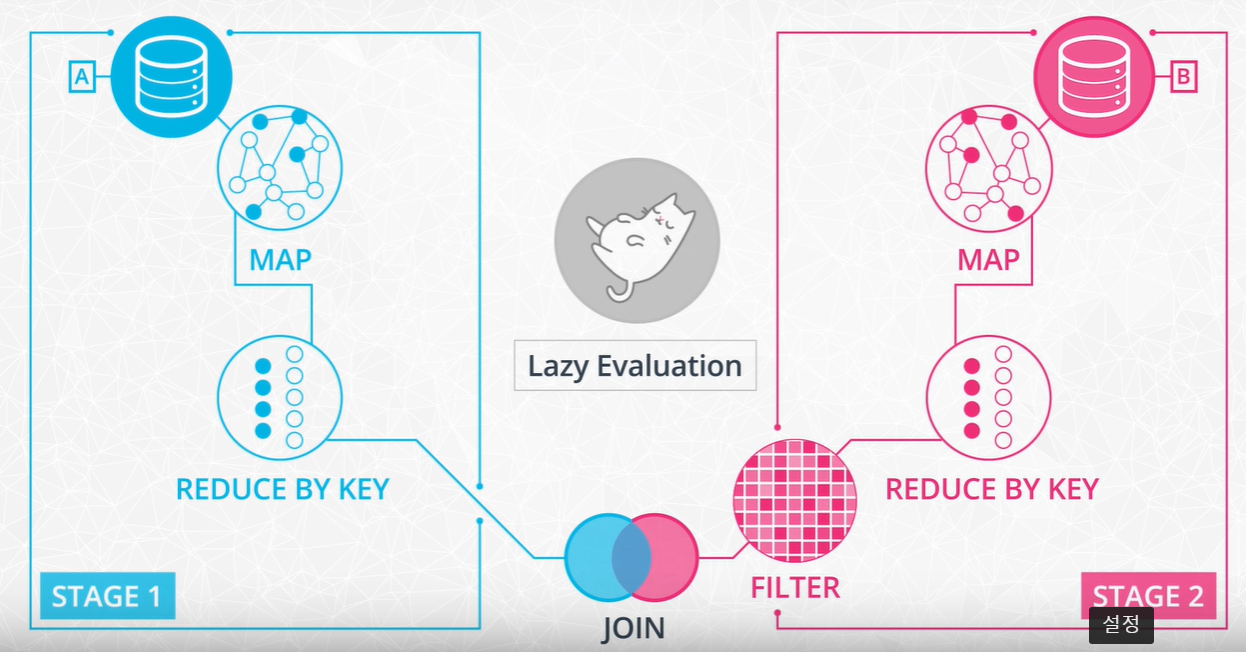 A
B
MAP
MAP
Lazy Evaluation
REDUCE BY KEY
REDUCE BY KEY
FILTER
STAGE 1
STAGE 2
JOIN
설정